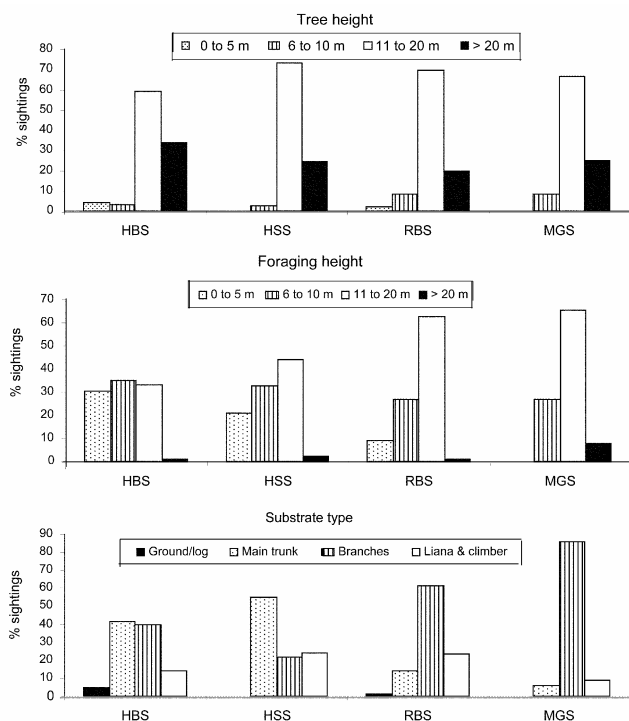 Tree height
0 to 5 m 6 to 10 m 11 to 20 m > 20 m
% sightings
80
70
60
50
40
30
20
10
0
HBS HSS RBS MGS
Foraging height
0 to 5 m 6 to 10 m 11 to 20 m > 20 m
% sightings
70
60
50
40
30
20
10
0
HBS HSS RBS MGS
Substrate type
Ground/log Main trunk Branches Liana & climber
% sightings
90
80
70
60
50
40
30
20
10
0
HBS HSS RBS MGS